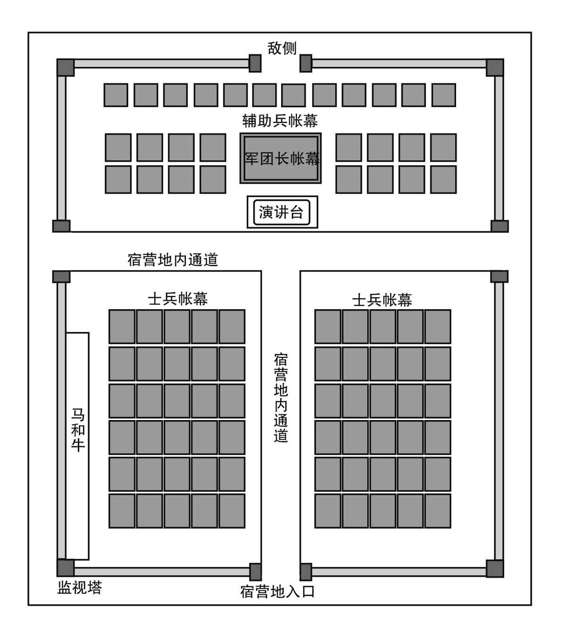 敌侧
辅助兵帐幕
军团长帐幕
演讲台
宿营地内通道
士兵帐幕
士兵帐幕
宿营地内通道
马和牛
监视塔
宿营地入口